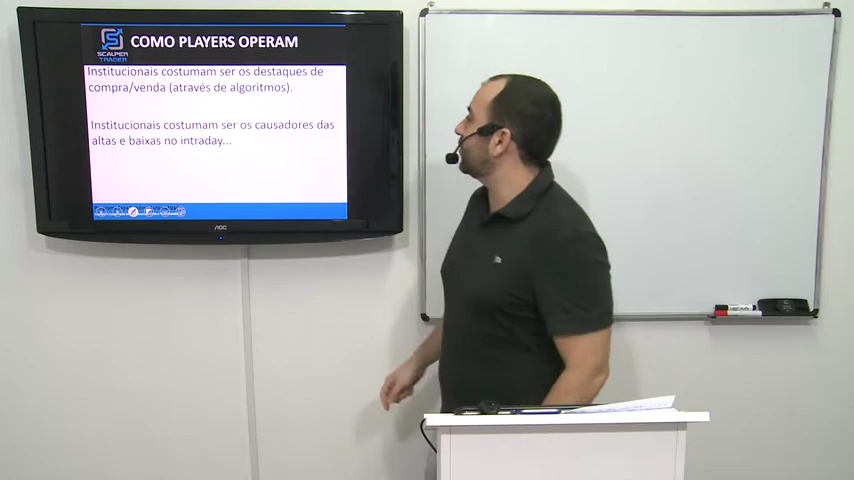 COMO PLAYERS OPERAM
SCALPER
TRADER
Institucionais costumam ser os destaques de
compra/venda (através de algoritmos).
Institucionais costumam ser os causadores das
altas e baixas no intraday...
AOC